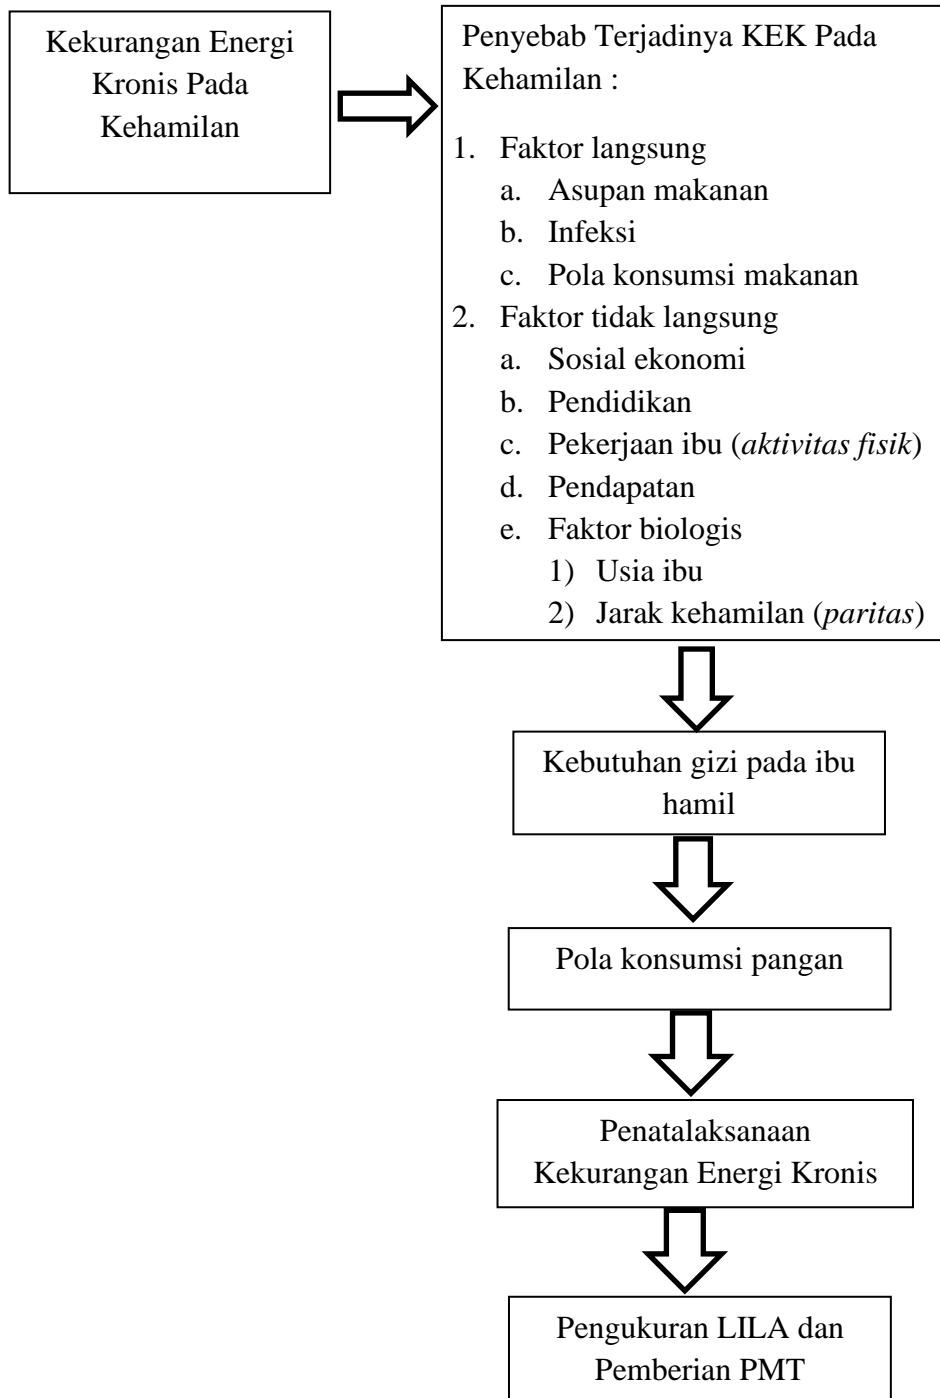 Kekurangan Energi
Kronis Pada
Kehamilan
Penyebab Terjadinya KEK Pada
Kehamilan :
1. Faktor langsung
a. Asupan makanan
b. Infeksi
c. Pola konsumsi makanan
2. Faktor tidak langsung
a. Sosial ekonomi
b. Pendidikan
c. Pekerjaan ibu (aktivitas fisik)
d. Pendapatan
e. Faktor biologis
1) Usia ibu
2) Jarak kehamilan (paritas)
Kebutuhan gizi pada ibu
hamil
Pola konsumsi pangan
Penatalaksanaan
Kekurangan Energi Kronis
Pengukuran LILA dan
Pemberian PMT